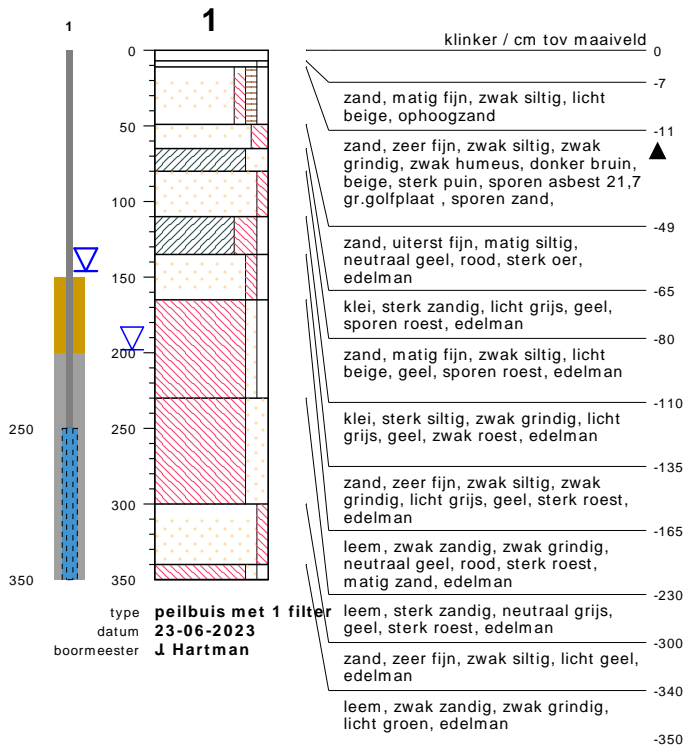 1
1
klinker / cm tov maaiveld
0
0
-7
zand, matig fijn, zwak siltig, licht
beige, ophoogzand
-11
zand, zeer fijn, zwak siltig, zwak
grindig, zwak humeus, donker bruin,
beige, sterk puin, sporen asbest 21,7
gr.golfplaat , sporen zand,
-49
50
zand, uiterst fijn, matig siltig,
neutraal geel, rood, sterk oer,
edelman
-65
klei, sterk zandig, licht grijs, geel,
sporen roest, edelman
-80
zand, matig fijn, zwak siltig, licht
beige, geel, sporen roest, edelman
100
-110
klei, sterk siltig, zwak grindig, licht
grijs, geel, zwak roest, edelman
-135
150
zand, zeer fijn, zwak siltig, zwak
grindig, licht grijs, geel, sterk roest,
edelman
-165
leem, zwak zandig, zwak grindig,
neutraal geel, rood, sterk roest,
matig zand, edelman
200
-230
leem, sterk zandig, neutraal grijs,
geel, sterk roest, edelman
250
250
-300
zand, zeer fijn, zwak siltig, licht geel,
edelman
300
-340
leem, zwak zandig, zwak grindig,
licht groen, edelman
-350
350
350
type peilbuis met 1 filter
datum 23-06-2023
boormeester J. Hartman